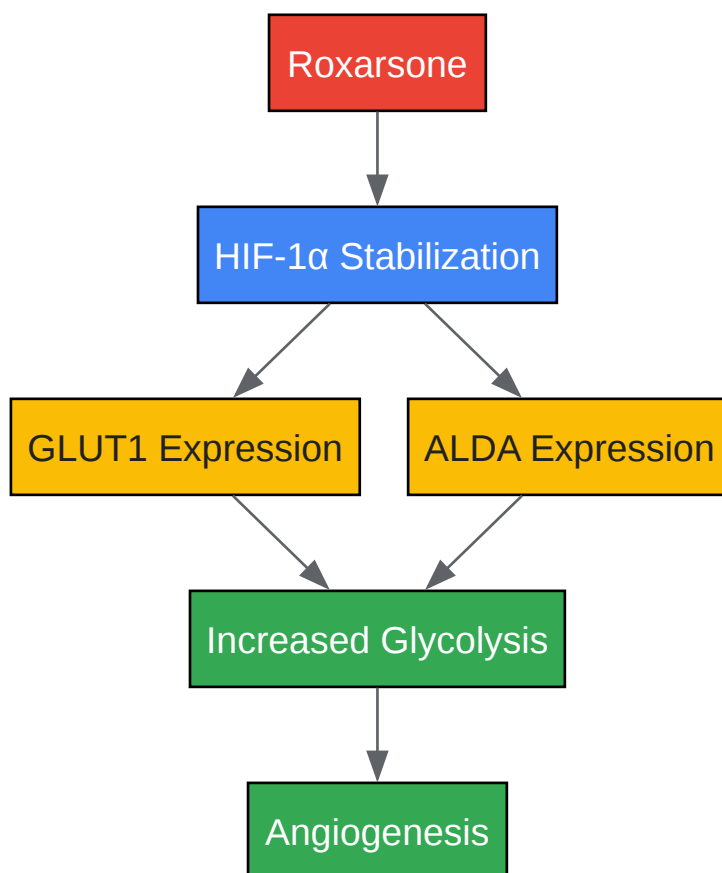 Roxarsone
HIF-1α Stabilization
GLUT1 Expression
ALDA Expression
Increased Glycolysis
Angiogenesis